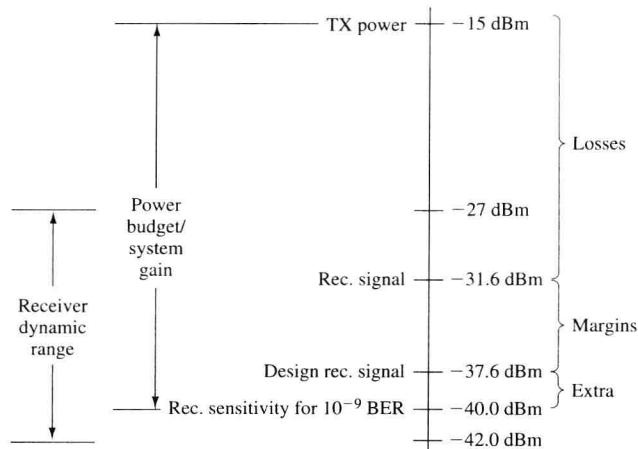 TX power
−15 dBm
Losses
Power
budget/
system
gain
−27 dBm
Rec. signal
−31.6 dBm
Receiver
dynamic
range
Margins
Design rec. signal
−37.6 dBm
Extra
Rec. sensitivity for 10⁻⁹ BER
−40.0 dBm
−42.0 dBm